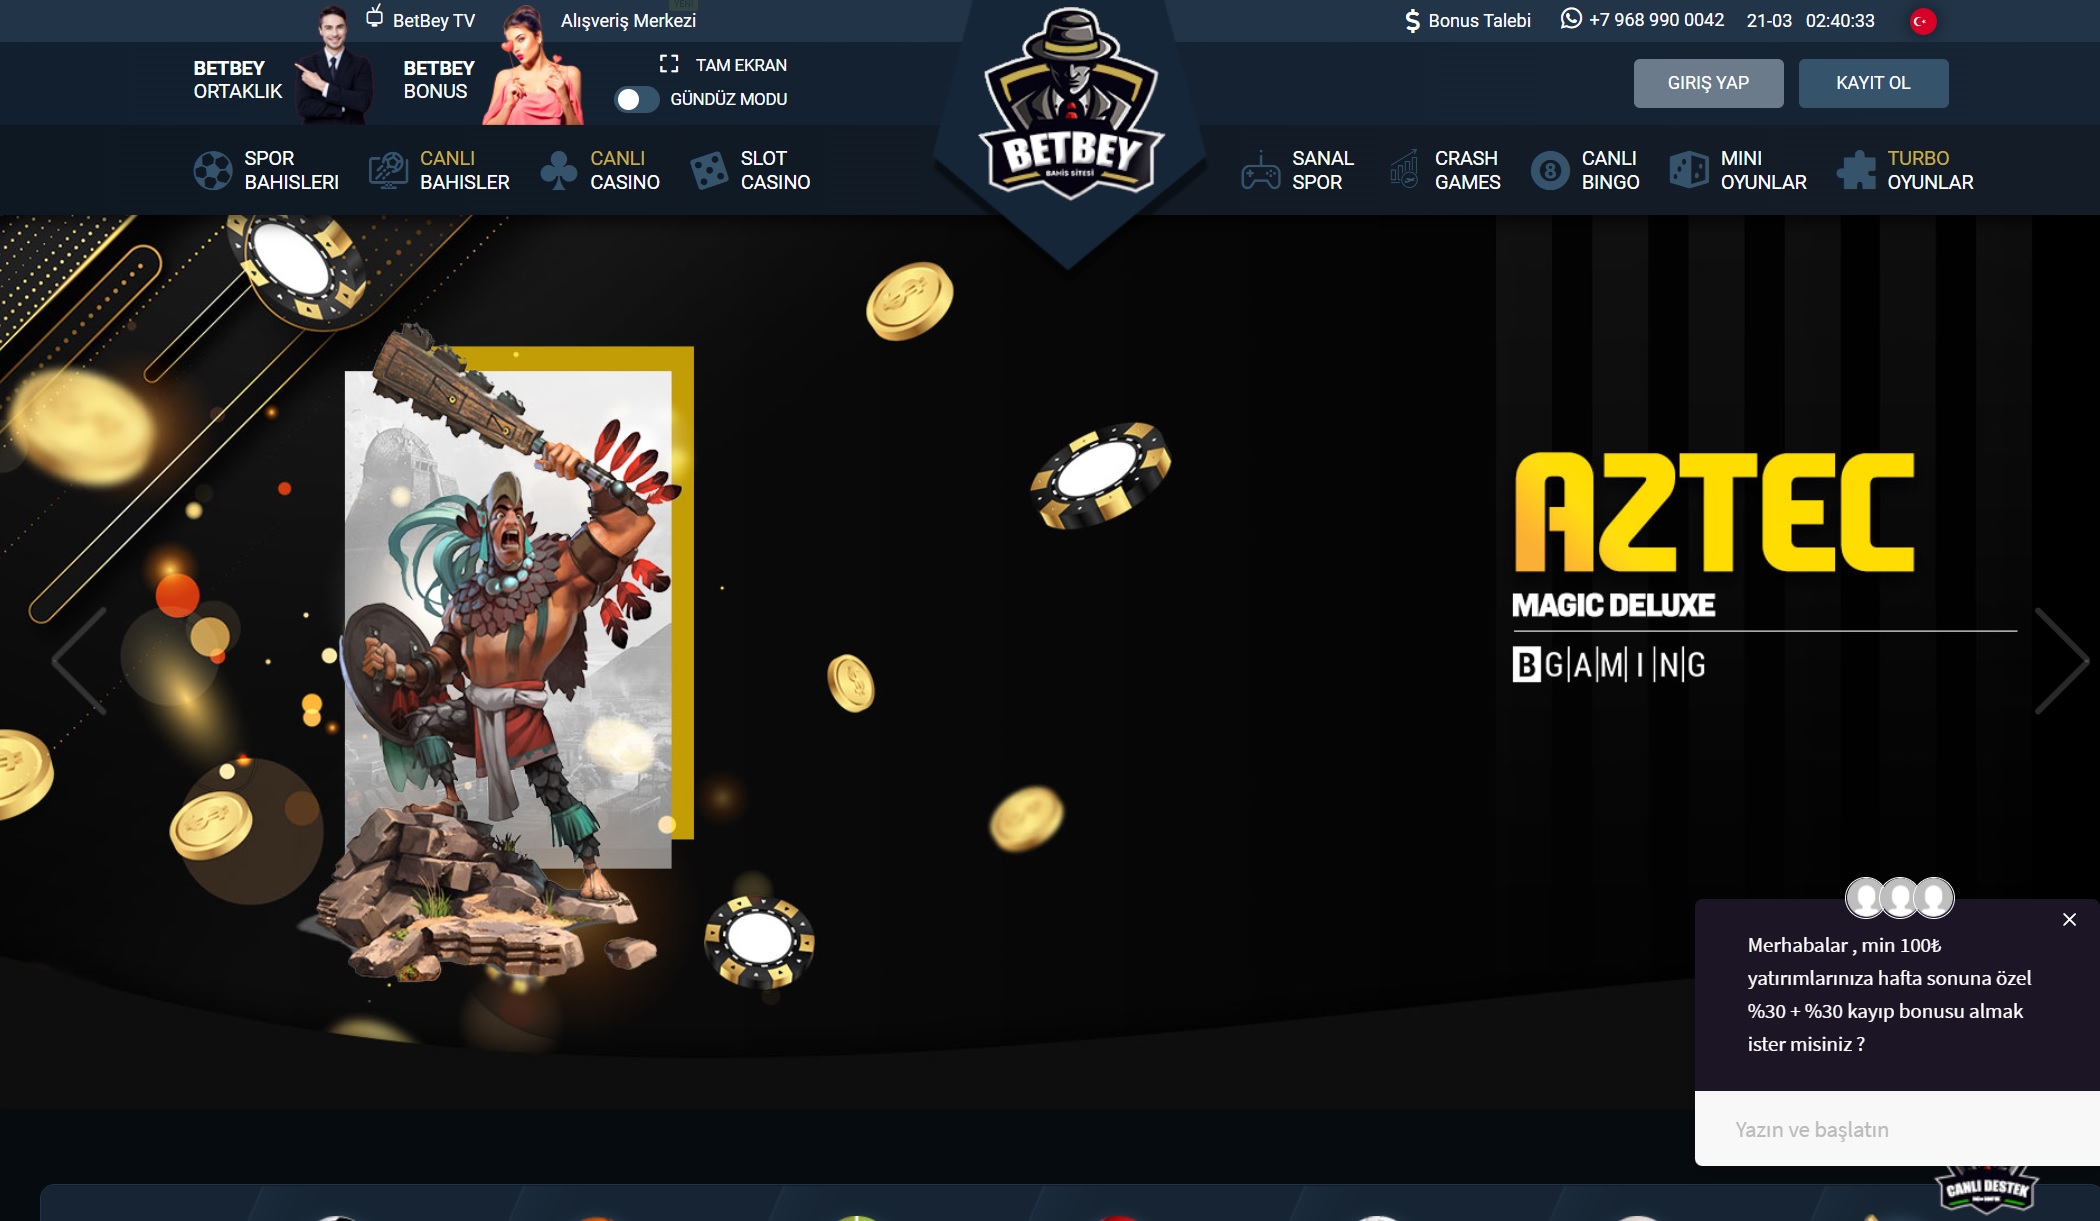 BetBey TV
YENİ
Alışveriş Merkezi
Bonus Talebi
+7 968 990 0042
21-03 02:40:33
BETBEY
ORTAKLIK
BETBEY
BONUS
TAM EKRAN
GÜNDÜZ MODU
GIRIŞ YAP
KAYIT OL
SPOR
BAHISLERI
CANLI
BAHISLER
CANLI
CASINO
SLOT
CASINO
BETBEY
BAHİS SİTESİ
SANAL
SPOR
CRASH
GAMES
8
CANLI
BINGO
MINI
OYUNLAR
TURBO
OYUNLAR
AZTEC
MAGIC DELUXE
BGAMING
Merhabalar , min 100₺
yatırımlarınıza hafta sonuna özel
%30 + %30 kayıp bonusu almak
ister misiniz ?
Yazın ve başlatın
CANLI DESTEK